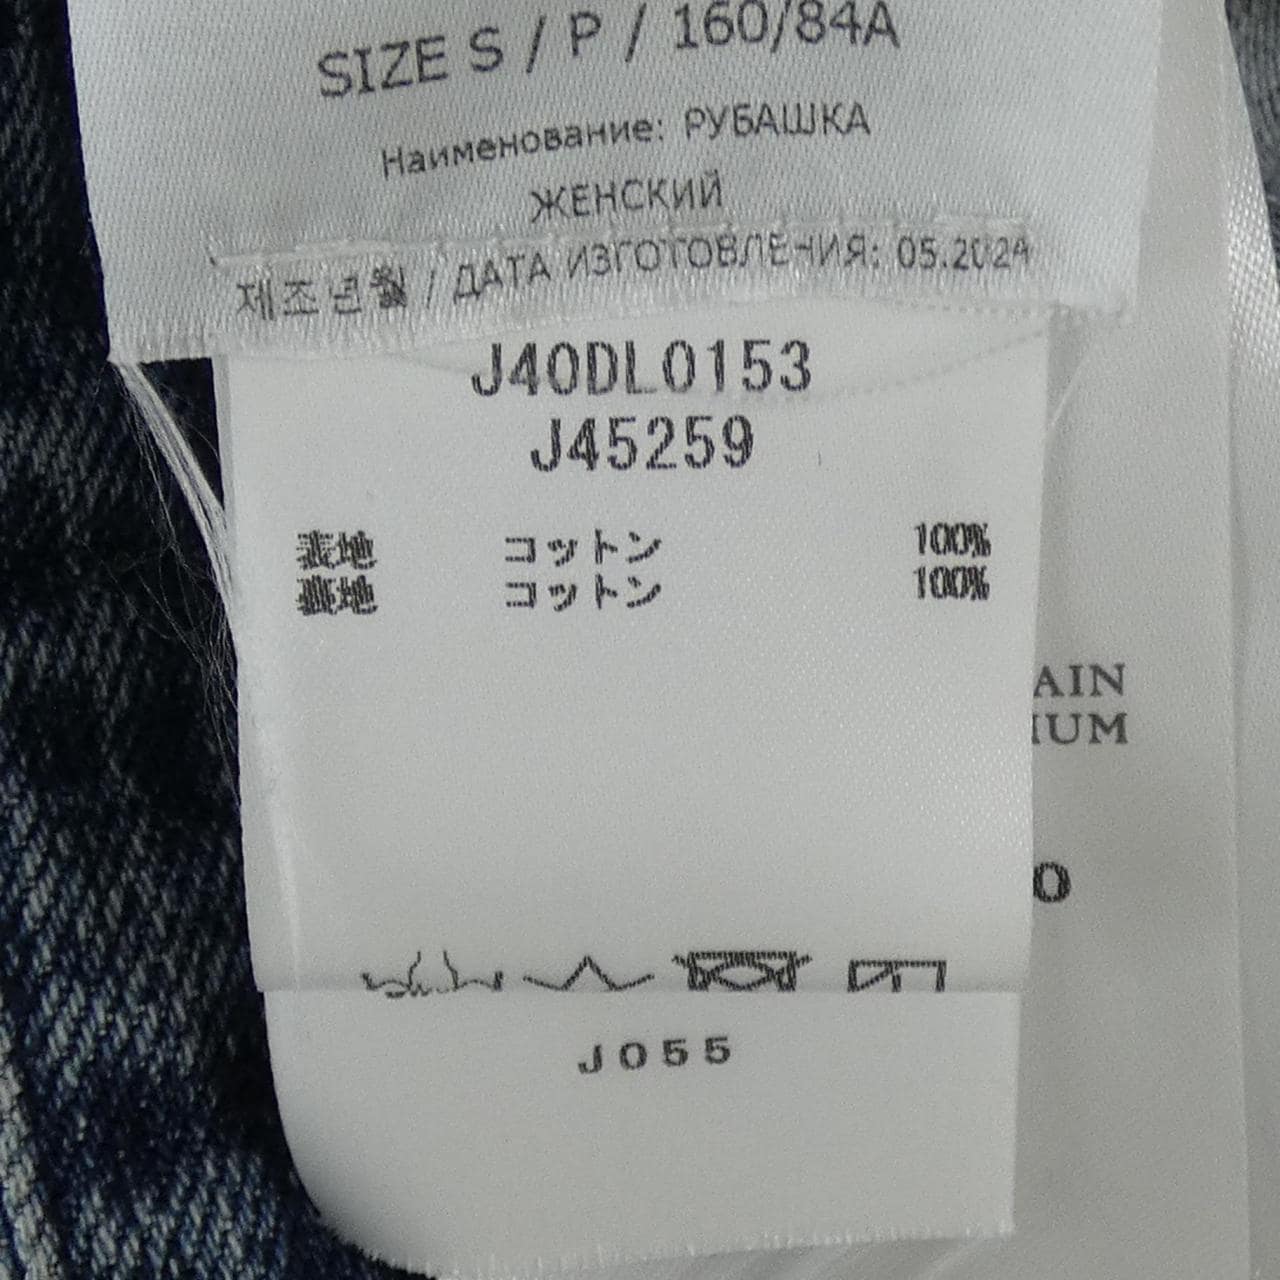 SIZE S / P / 160/84A
Наименование: РУБАШКА
ЖЕНСКИЙ
제조년월 / ДАТА ИЗГОТОВЛЕНИЯ: 05.2024
J40DL0153
J45259
表地 コットン 100%
裏地 コットン 100%
AIN
IUM
O
J055